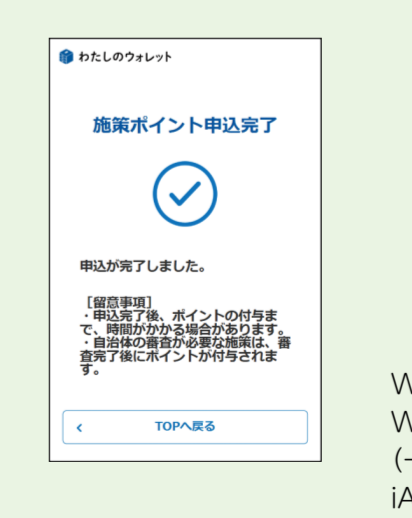 わたしのウォレット
施策ポイント申込完了
申込が完了しました。
［留意事項］
・申込完了後、ポイントの付与ま
で、時間がかかる場合があります。
・自治体の審査が必要な施策は、審
査完了後にポイントが付与されま
す。
TOPへ戻る
W
W
(-
iA